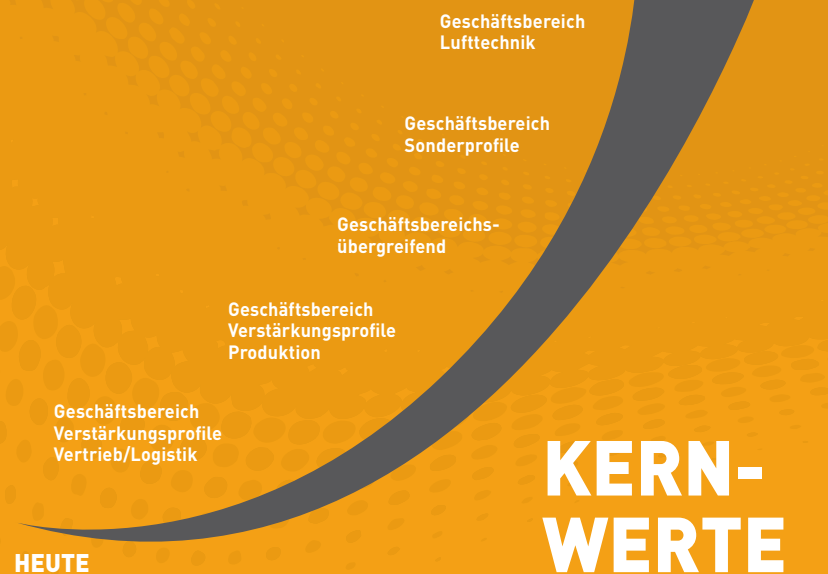 Geschäftsbereich
Lufttechnik
Geschäftsbereich
Sonderprofile
Geschäftsbereichs-
übergreifend
Geschäftsbereich
Verstärkungsprofile
Produktion
Geschäftsbereich
Verstärkungsprofile
Vertrieb/Logistik
KERN-
WERTE
HEUTE